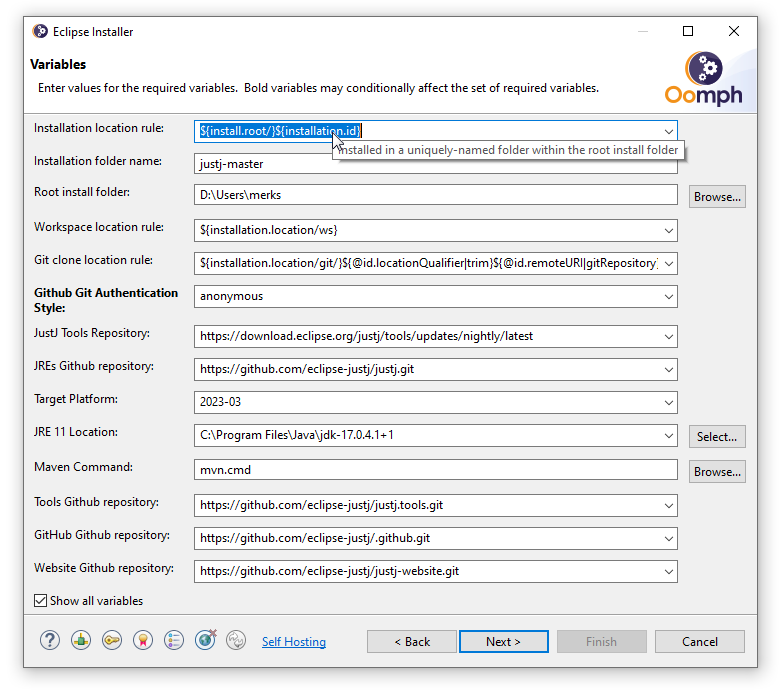 Eclipse Installer
Variables
Enter values for the required variables.  Bold variables may conditionally affect the set of required variables.
Oomph
Installation location rule:
${install.root/}${installation.id}
installed in a uniquely-named folder within the root install folder
Installation folder name:
justj-master
Root install folder:
D:\Users\merks
Browse...
Workspace location rule:
${installation.location/ws}
Git clone location rule:
${installation.location/git/}${@id.locationQualifier|trim}${@id.remoteURI|gitRepository}
Github Git Authentication
Style:
anonymous
JustJ Tools Repository:
https://download.eclipse.org/justj/tools/updates/nightly/latest
JREs Github repository:
https://github.com/eclipse-justj/justj.git
Target Platform:
2023-03
JRE 11 Location:
C:\Program Files\Java\jdk-17.0.4.1+1
Select...
Maven Command:
mvn.cmd
Browse...
Tools Github repository:
https://github.com/eclipse-justj/justj.tools.git
GitHub Github repository:
https://github.com/eclipse-justj/.github.git
Website Github repository:
https://github.com/eclipse-justj/justj-website.git
Show all variables
Self Hosting
< Back
Next >
Finish
Cancel